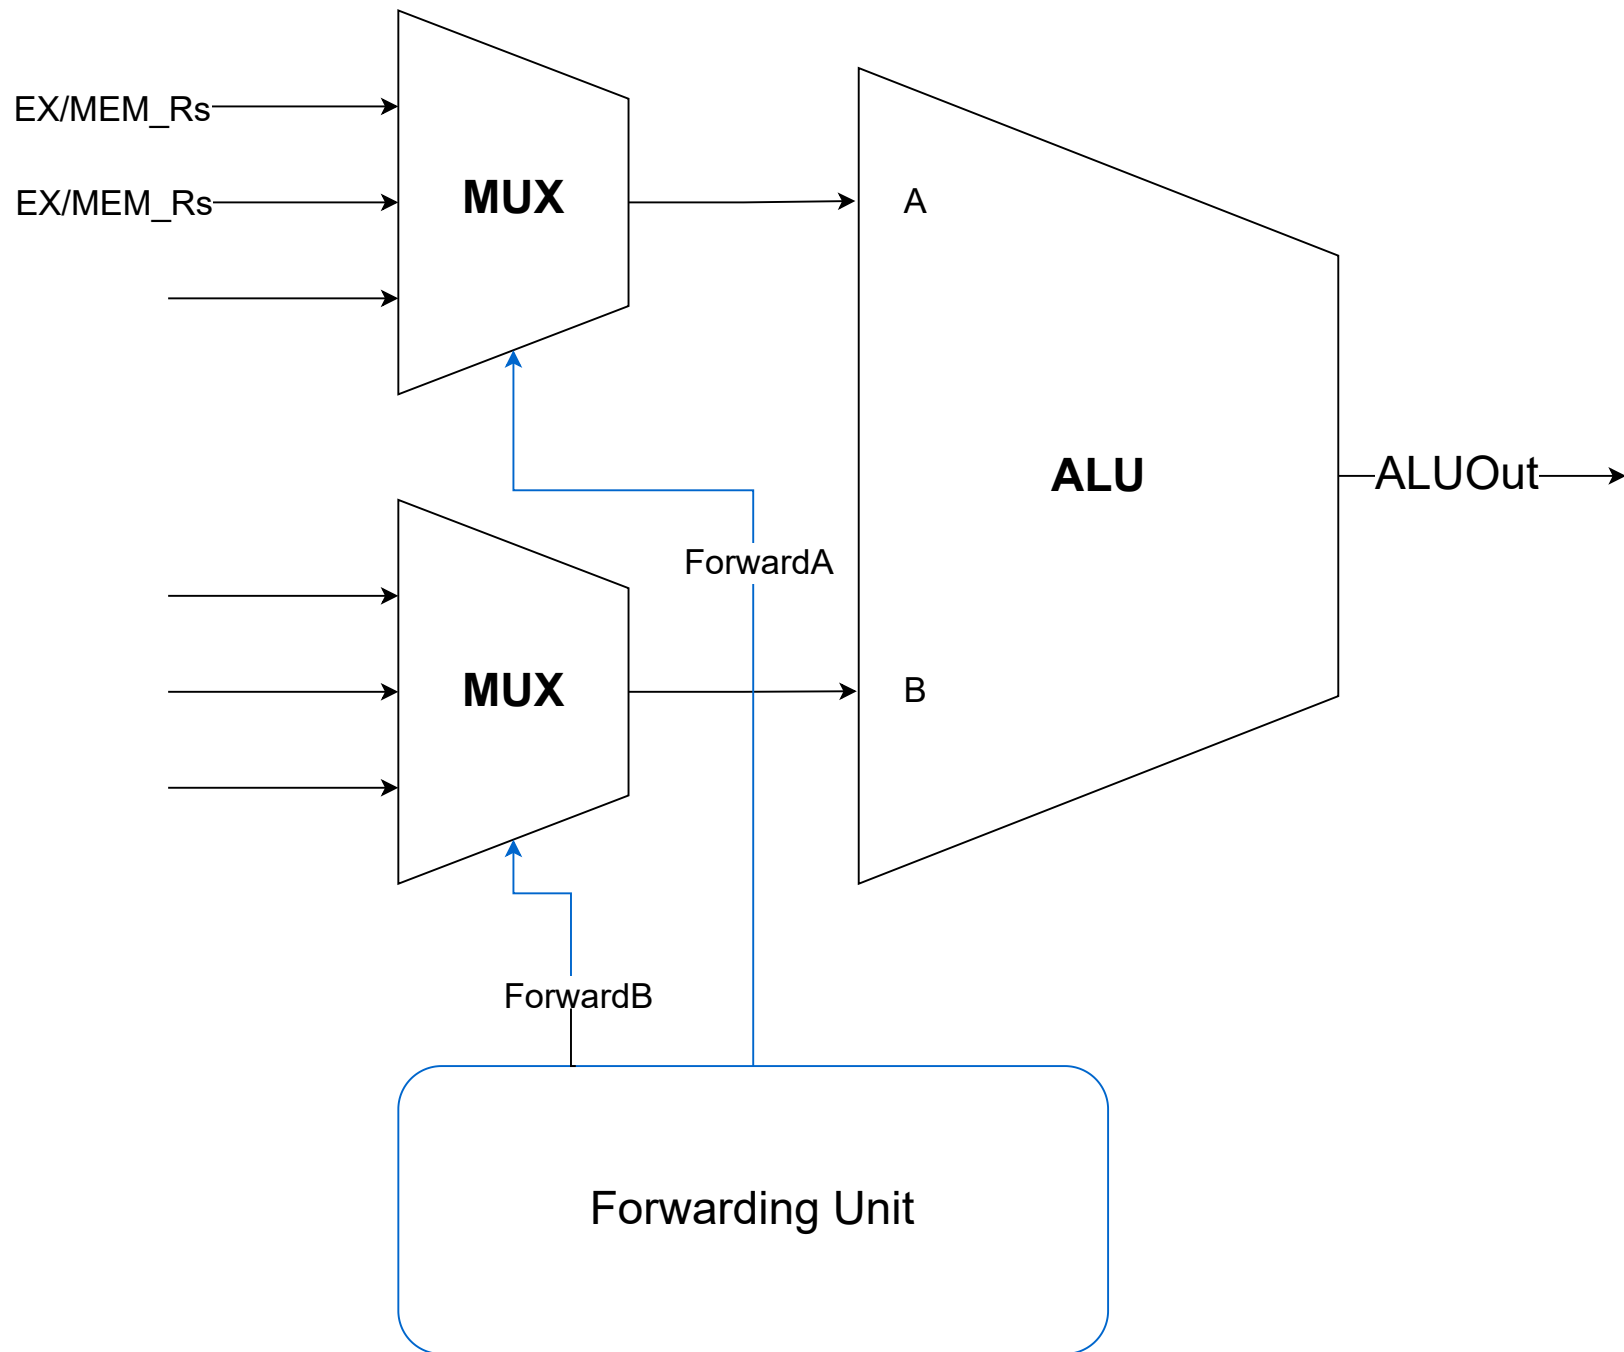 EX/MEM_Rs
EX/MEM_Rs
MUX
A
ALU
ALUOut
ForwardA
MUX
B
ForwardB
Forwarding Unit